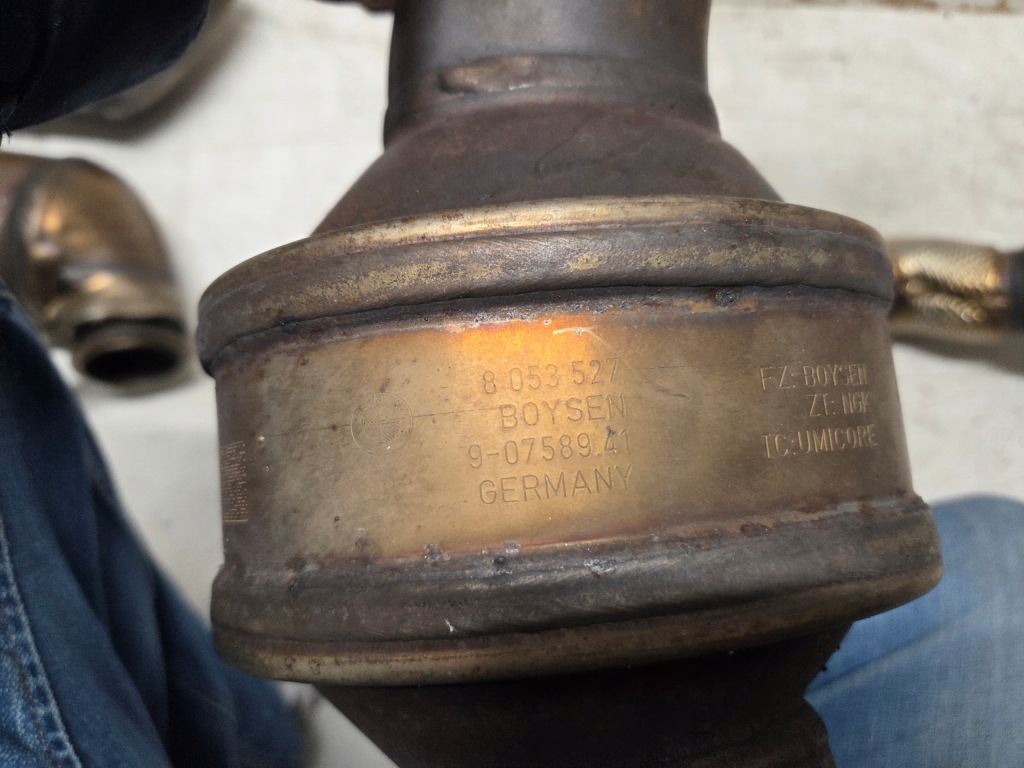 8 053 527
BOYSEN
9-07589.41
GERMANY
FZ: BOYSEN
ZT: NGK
TC:UMICORE